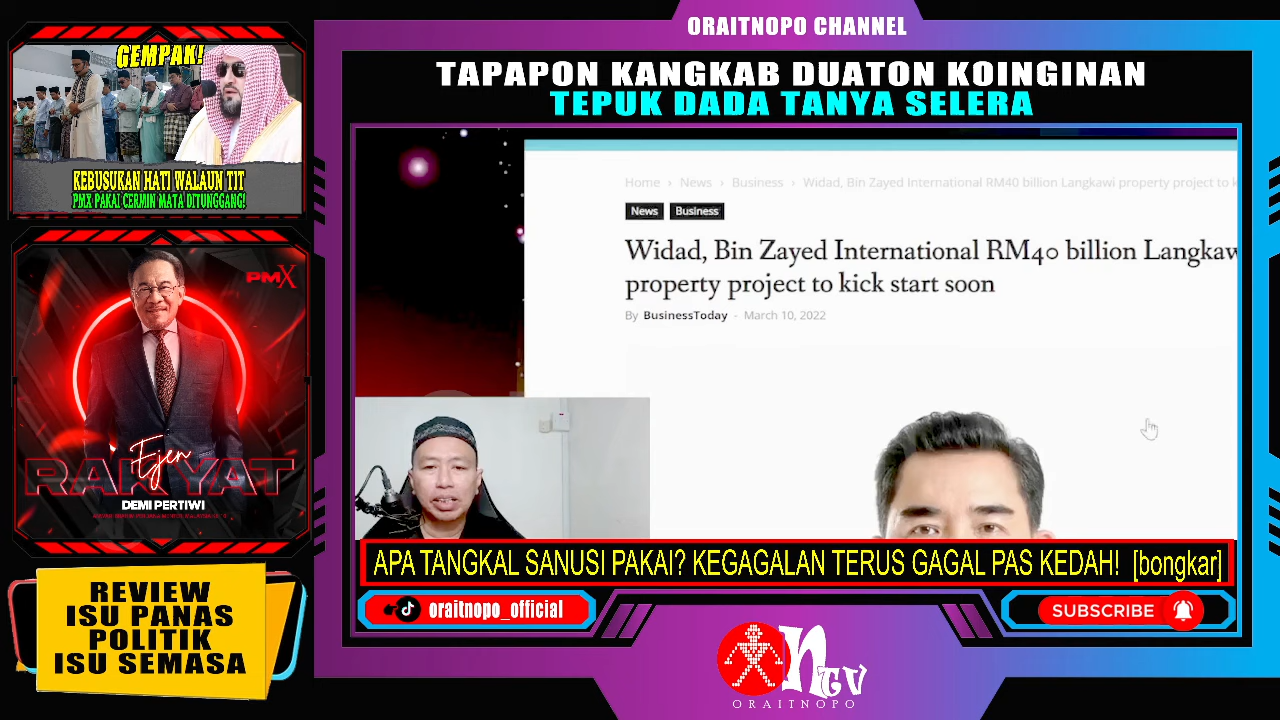 ORAITNOPO CHANNEL
TAPAPON KANGKAB DUATON KOINGINAN
TEPUK DADA TANYA SELERA
GEMPAK!
KEBUSUKAN HATI WALAUN TIT
PMX PAKAI CERMIN MATA DITUNGGANG!
PMX
Ejen
RAKYAT
DEMI PERTIWI
REVIEW
ISU PANAS
POLITIK
ISU SEMASA
Home › News › Business › Widad, Bin Zayed International RM40 billion Langkawi property project to k
News Business
Widad, Bin Zayed International RM40 billion Langkaw
property project to kick start soon
By BusinessToday - March 10, 2022
APA TANGKAL SANUSI PAKAI? KEGAGALAN TERUS GAGAL PAS KEDAH! [bongkar]
oraitnopo_official
SUBSCRIBE
nTV
ORAITNOPO